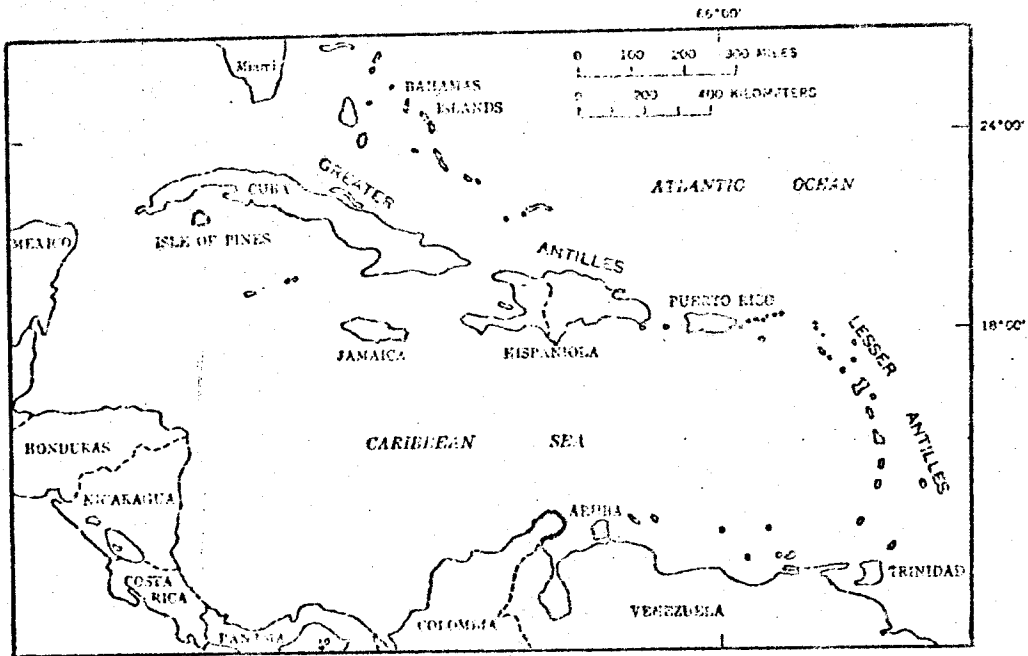 66°00'
0 100 200 300 MILES
0 200 400 KILOMETERS
Miami
BAHAMAS
ISLANDS
24°00'
GREATER
CUBA
ATLANTIC OCEAN
MEXICO
ISLE OF PINES
ANTILLES
PUERTO RICO
18°00'
JAMAICA
HISPANIOLA
LESSER
ANTILLES
HONDURAS
CARIBBEAN SEA
NICARAGUA
ARUBA
COSTA
RICA
TRINIDAD
PANAMA
COLOMBIA
VENEZUELA